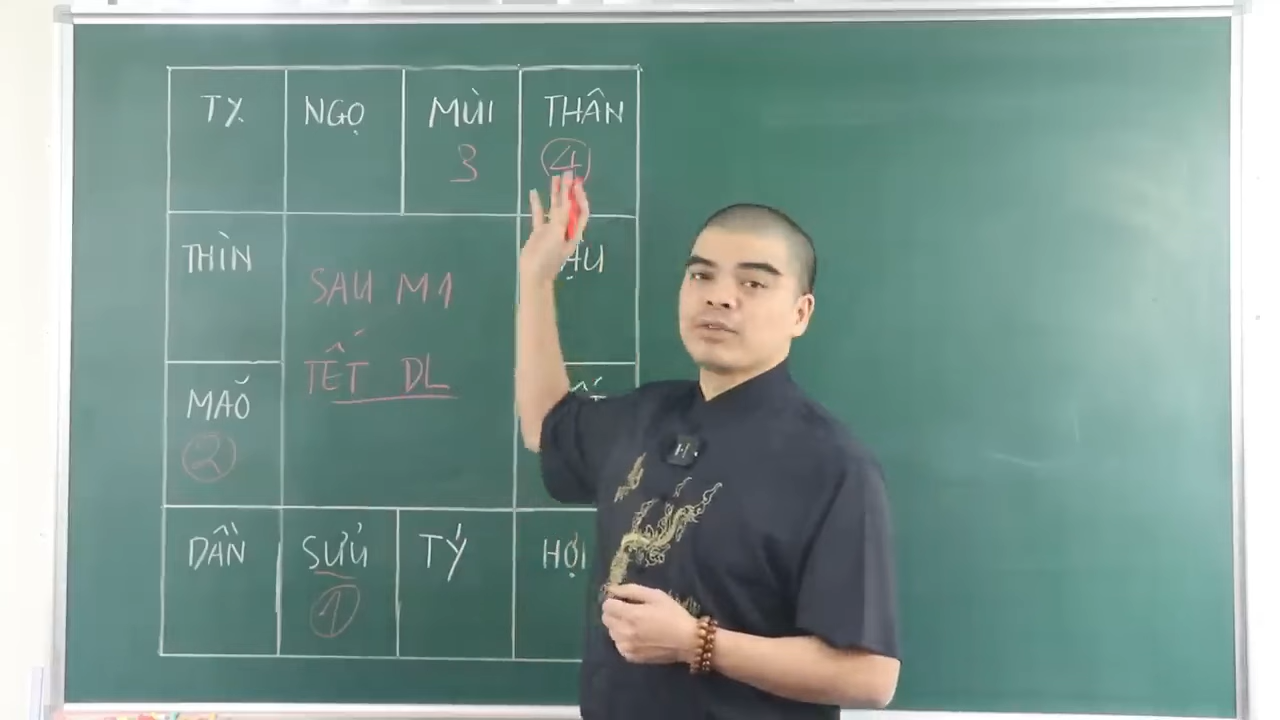 TỴ NGỌ MÙI THÂN
3 4
THÌN
SAU M1
TẾT DL
MÃO
2
DẦN SỬU TÝ HỢI
1